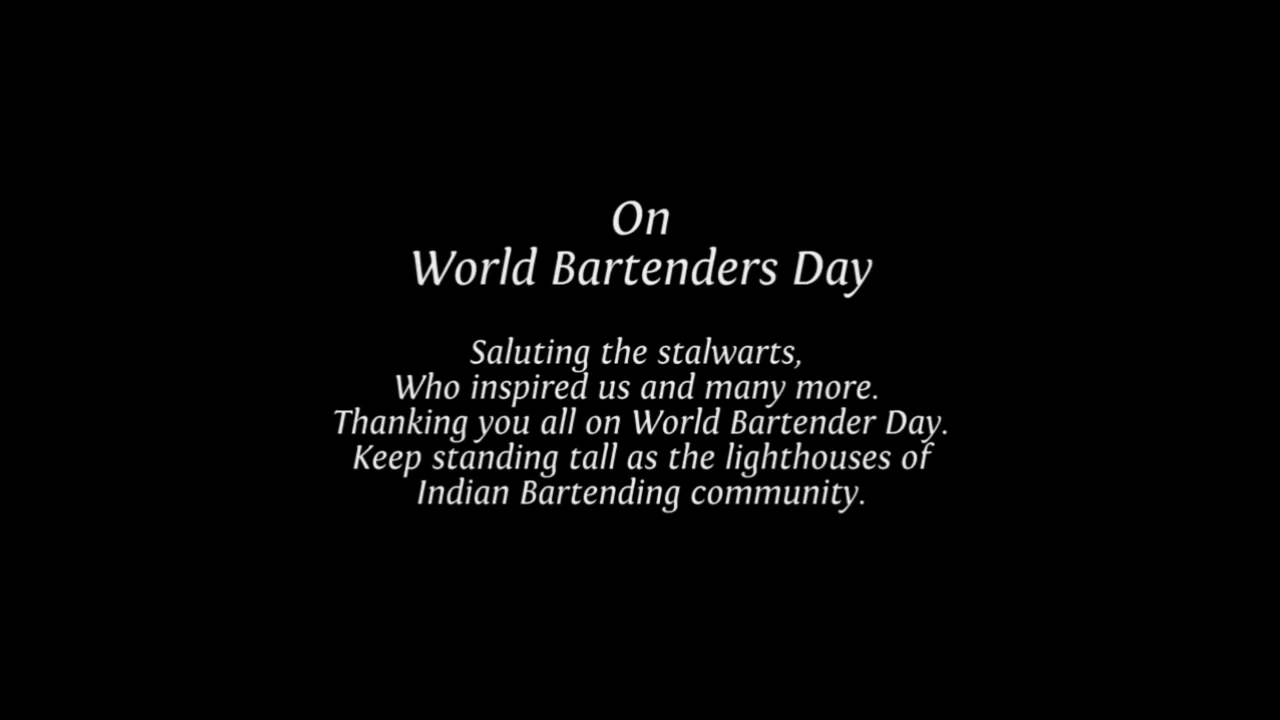 On
World Bartenders Day
Saluting the stalwarts,
Who inspired us and many more.
Thanking you all on World Bartender Day.
Keep standing tall as the lighthouses of
Indian Bartending community.